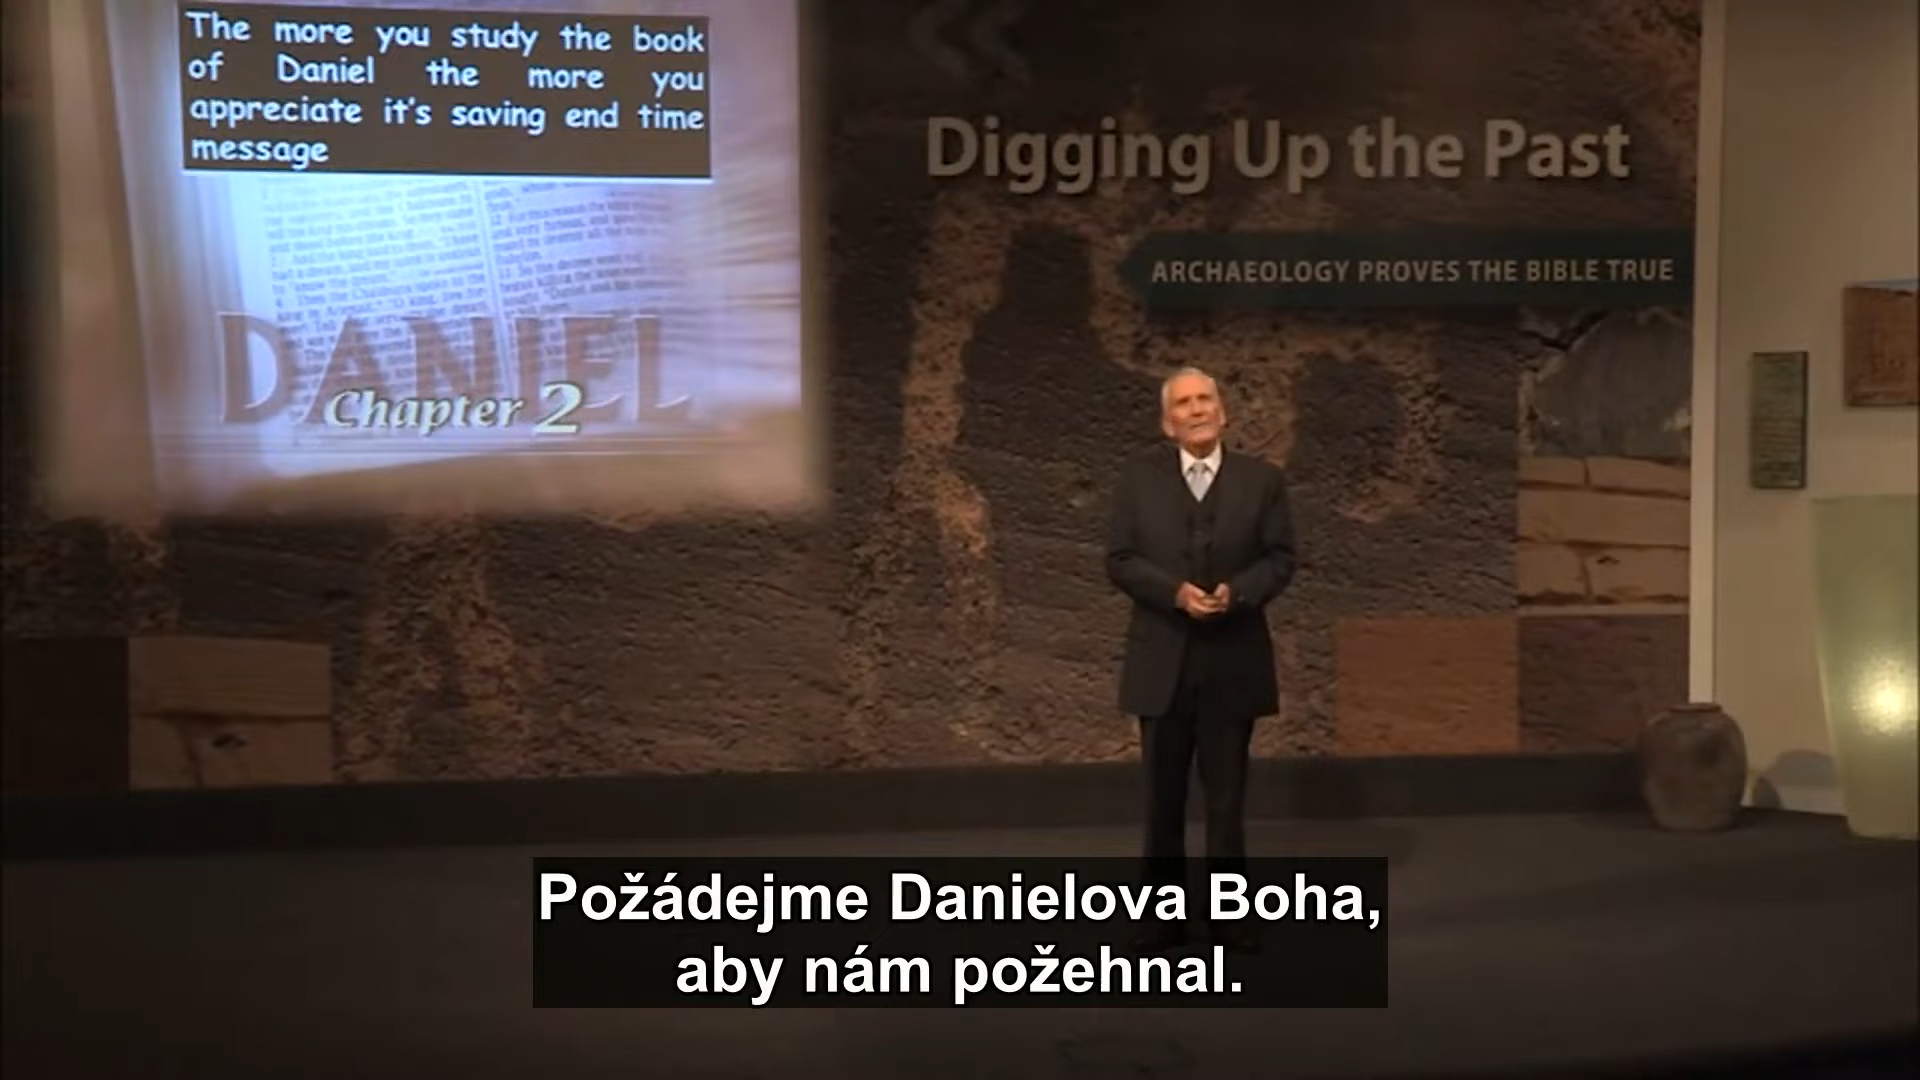 The more you study the book
of Daniel the more you
appreciate it's saving end time
message
DANIEL
Chapter 2
Digging Up the Past
ARCHAEOLOGY PROVES THE BIBLE TRUE
Požádejme Danielova Boha,
aby nám požehnal.